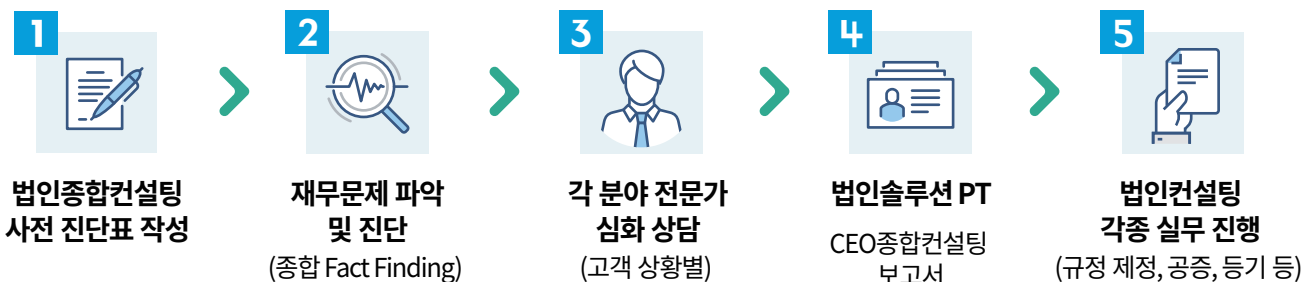 1
법인종합컨설팅
사전 진단표 작성
2
재무문제 파악
및 진단
(종합 Fact Finding)
3
각 분야 전문가
심화 상담
(고객 상황별)
4
법인솔루션 PT
CEO종합컨설팅
보고서
5
법인컨설팅
각종 실무 진행
(규정 제정, 공증, 등기 등)